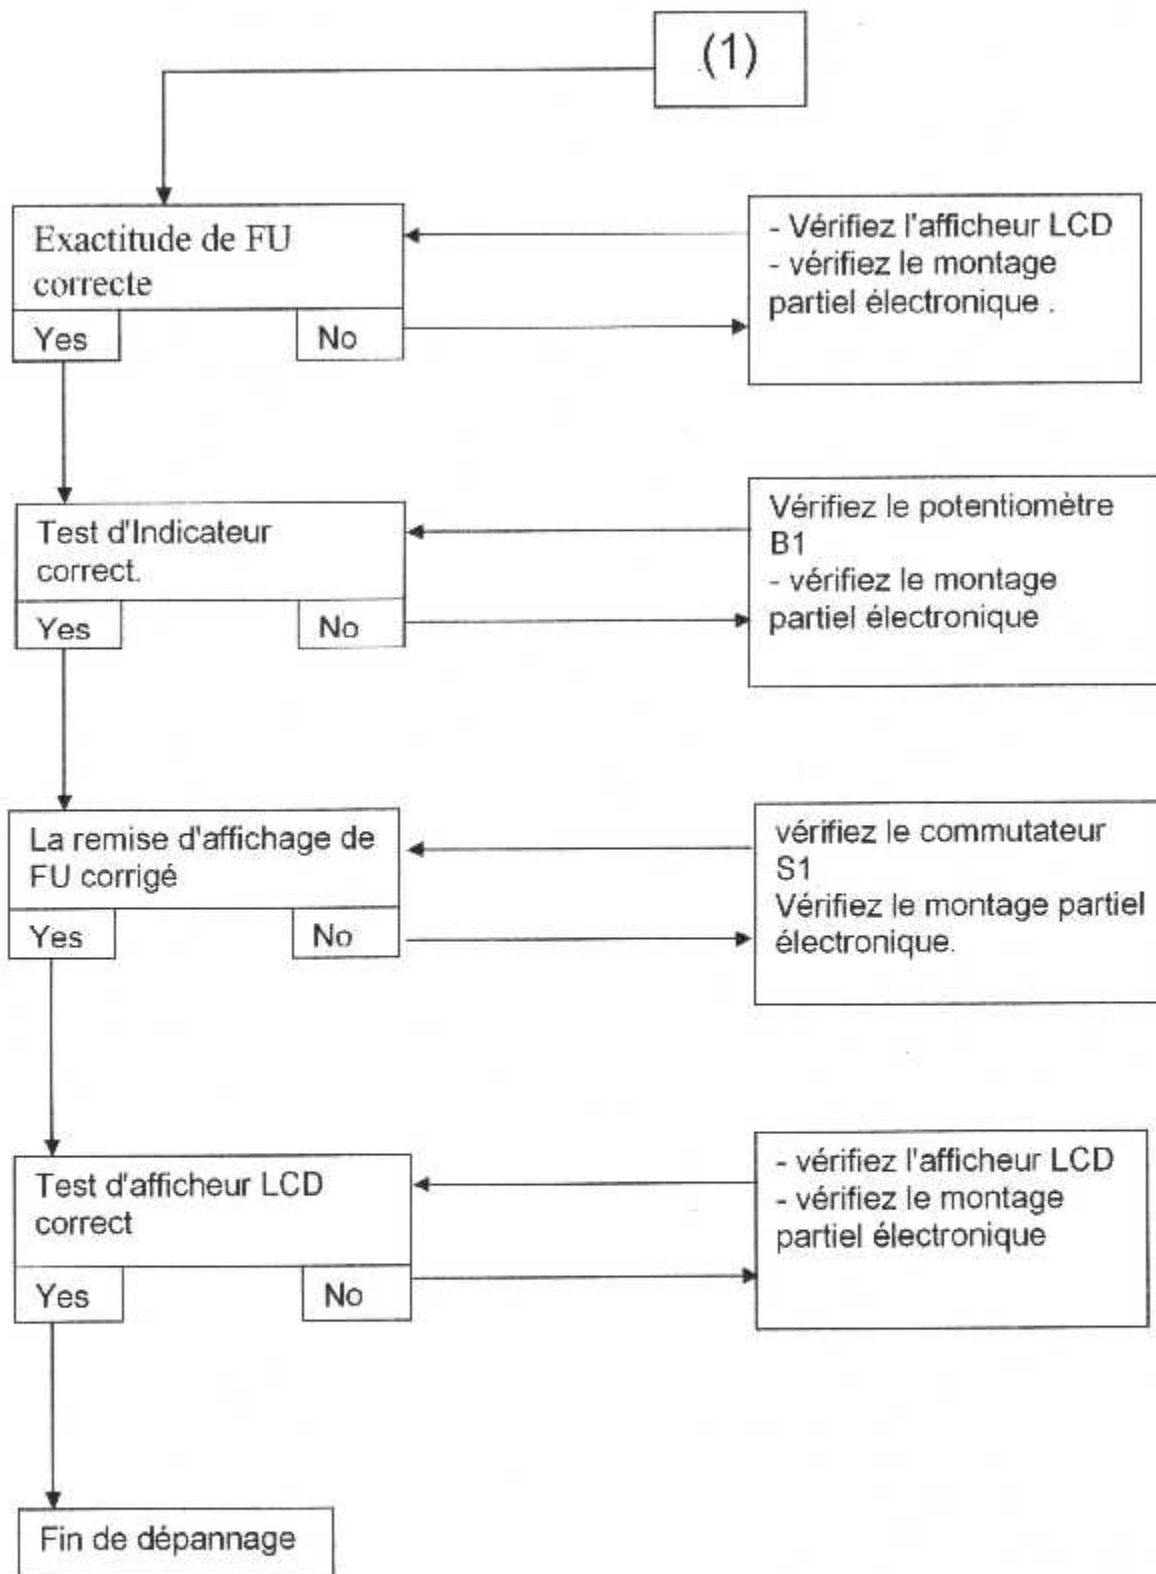 (1)
Exactitude de FU
correcte
Yes
No
- Vérifiez l'afficheur LCD
- vérifiez le montage
partiel électronique .
Test d'Indicateur
correct.
Yes
No
Vérifiez le potentiomètre
B1
- vérifiez le montage
partiel électronique
La remise d'affichage de
FU corrigé
Yes
No
vérifiez le commutateur
S1
Vérifiez le montage partiel
électronique.
Test d'afficheur LCD
correct
Yes
No
- vérifiez l'afficheur LCD
- vérifiez le montage
partiel électronique
Fin de dépannage